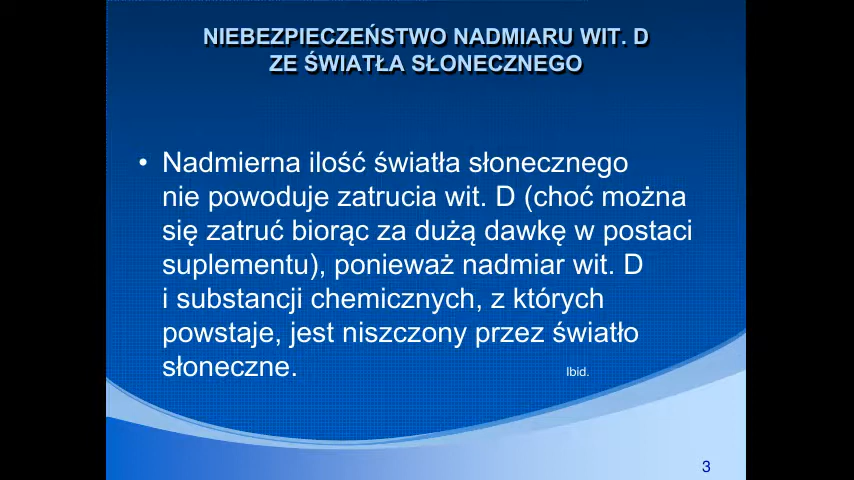 NIEBEZPIECZEŃSTWO NADMIARU WIT. D
ZE ŚWIATŁA SŁONECZNEGO
• Nadmierna ilość światła słonecznego
nie powoduje zatrucia wit. D (choć można
się zatruć biorąc za dużą dawkę w postaci
suplementu), ponieważ nadmiar wit. D
i substancji chemicznych, z których
powstaje, jest niszczony przez światło
słoneczne. Ibid.
3